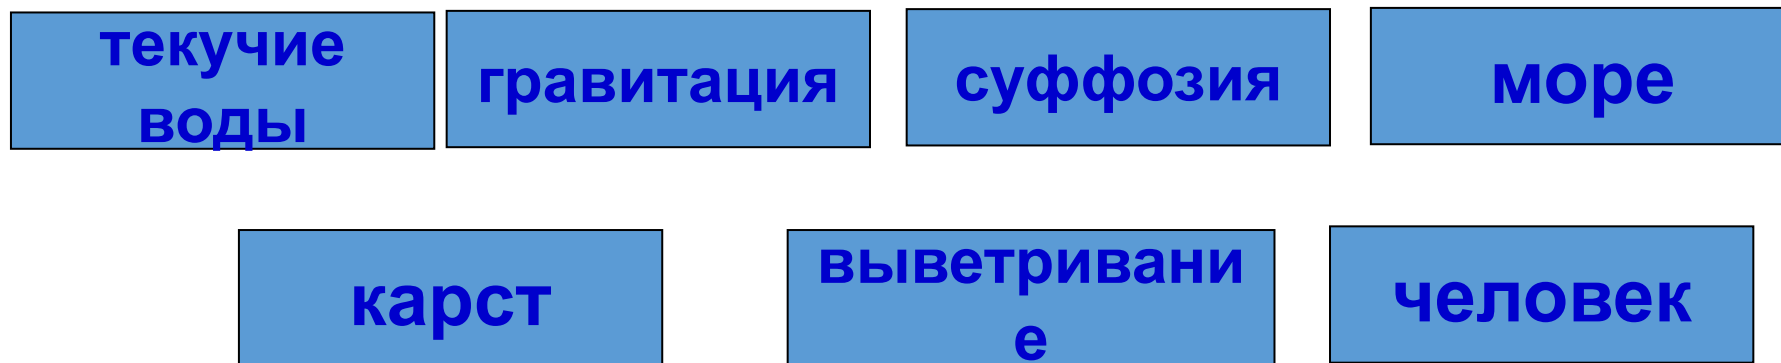 текучие
воды
гравитация
суффозия
море
карст
выветривани
е
человек